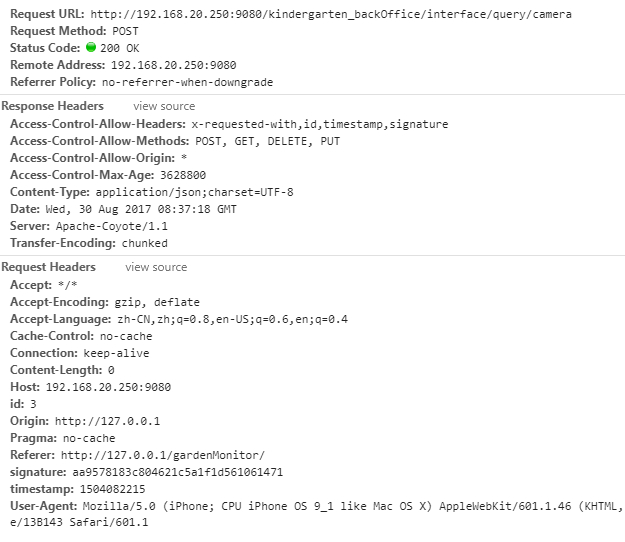 Request URL: http://192.168.20.250:9080/kindergarten_backOffice/interface/query/camera
Request Method: POST
Status Code: 200 OK
Remote Address: 192.168.20.250:9080
Referrer Policy: no-referrer-when-downgrade
Response Headers view source
Access-Control-Allow-Headers: x-requested-with,id,timestamp,signature
Access-Control-Allow-Methods: POST, GET, DELETE, PUT
Access-Control-Allow-Origin: *
Access-Control-Max-Age: 3628800
Content-Type: application/json;charset=UTF-8
Date: Wed, 30 Aug 2017 08:37:18 GMT
Server: Apache-Coyote/1.1
Transfer-Encoding: chunked
Request Headers view source
Accept: */*
Accept-Encoding: gzip, deflate
Accept-Language: zh-CN,zh;q=0.8,en-US;q=0.6,en;q=0.4
Cache-Control: no-cache
Connection: keep-alive
Content-Length: 0
Host: 192.168.20.250:9080
id: 3
Origin: http://127.0.0.1
Pragma: no-cache
Referer: http://127.0.0.1/gardenMonitor/
signature: aa9578183c804621c5a1f1d561061471
timestamp: 1504082215
User-Agent: Mozilla/5.0 (iPhone; CPU iPhone OS 9_1 like Mac OS X) AppleWebKit/601.1.46 (KHTML,
e/13B143 Safari/601.1